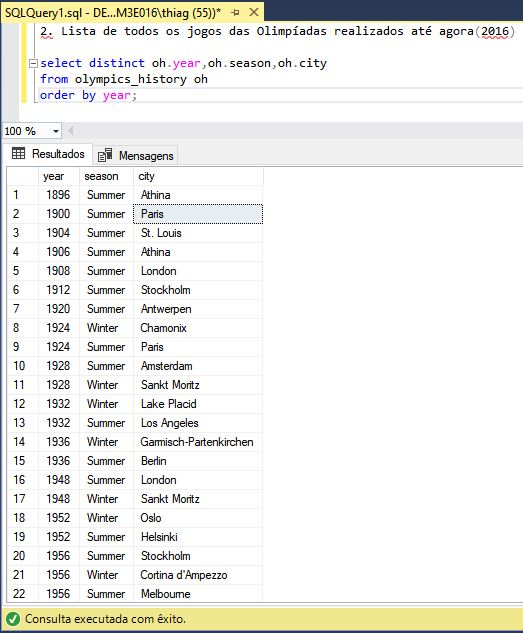 SQLQuery1.sql - DE...M3E016\thiag (55))*
2. Lista de todos os jogos das Olimpíadas realizados até agora(2016)
select distinct oh.year,oh.season,oh.city
from olympics_history oh
order by year;
100 %
Resultados Mensagens
year season city
1 1896 Summer Athina
2 1900 Summer Paris
3 1904 Summer St. Louis
4 1906 Summer Athina
5 1908 Summer London
6 1912 Summer Stockholm
7 1920 Summer Antwerpen
8 1924 Winter Chamonix
9 1924 Summer Paris
10 1928 Summer Amsterdam
11 1928 Winter Sankt Moritz
12 1932 Winter Lake Placid
13 1932 Summer Los Angeles
14 1936 Winter Garmisch-Partenkirchen
15 1936 Summer Berlin
16 1948 Summer London
17 1948 Winter Sankt Moritz
18 1952 Winter Oslo
19 1952 Summer Helsinki
20 1956 Summer Stockholm
21 1956 Winter Cortina d'Ampezzo
22 1956 Summer Melbourne
Consulta executada com êxito.